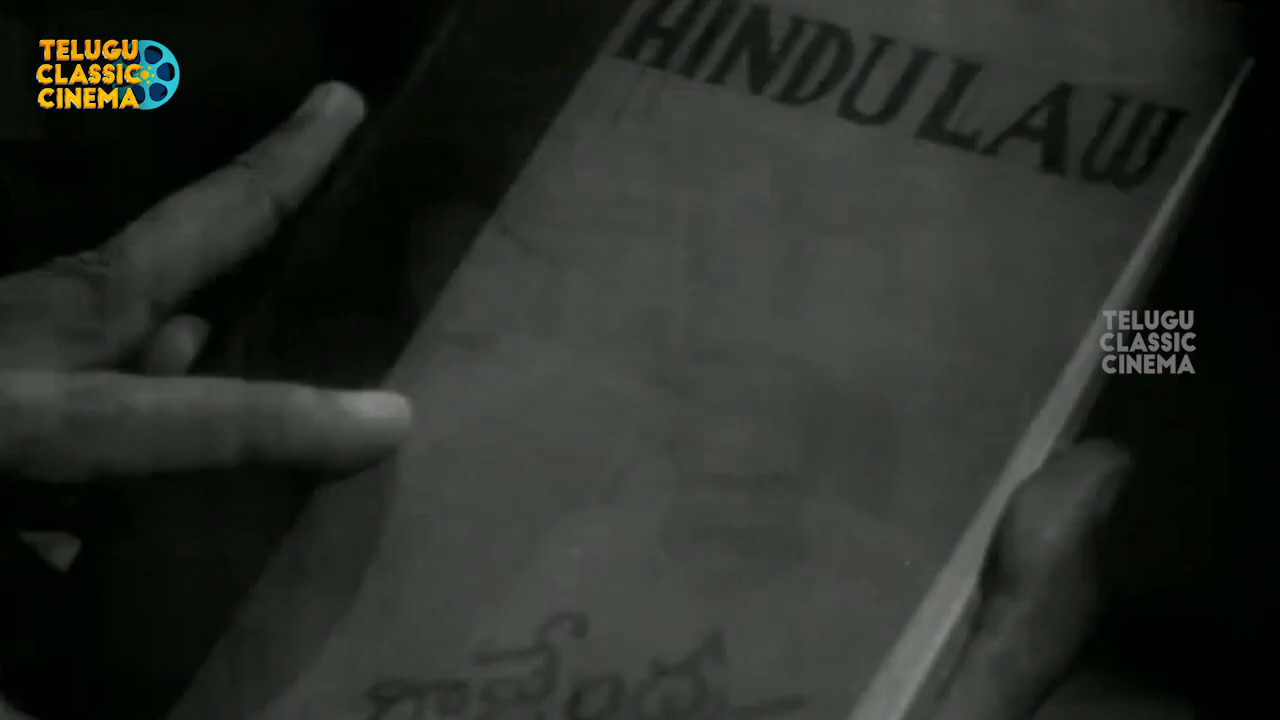 TELUGU
CLASSIC
CINEMA
HINDU LAW
TELUGU
CLASSIC
CINEMA